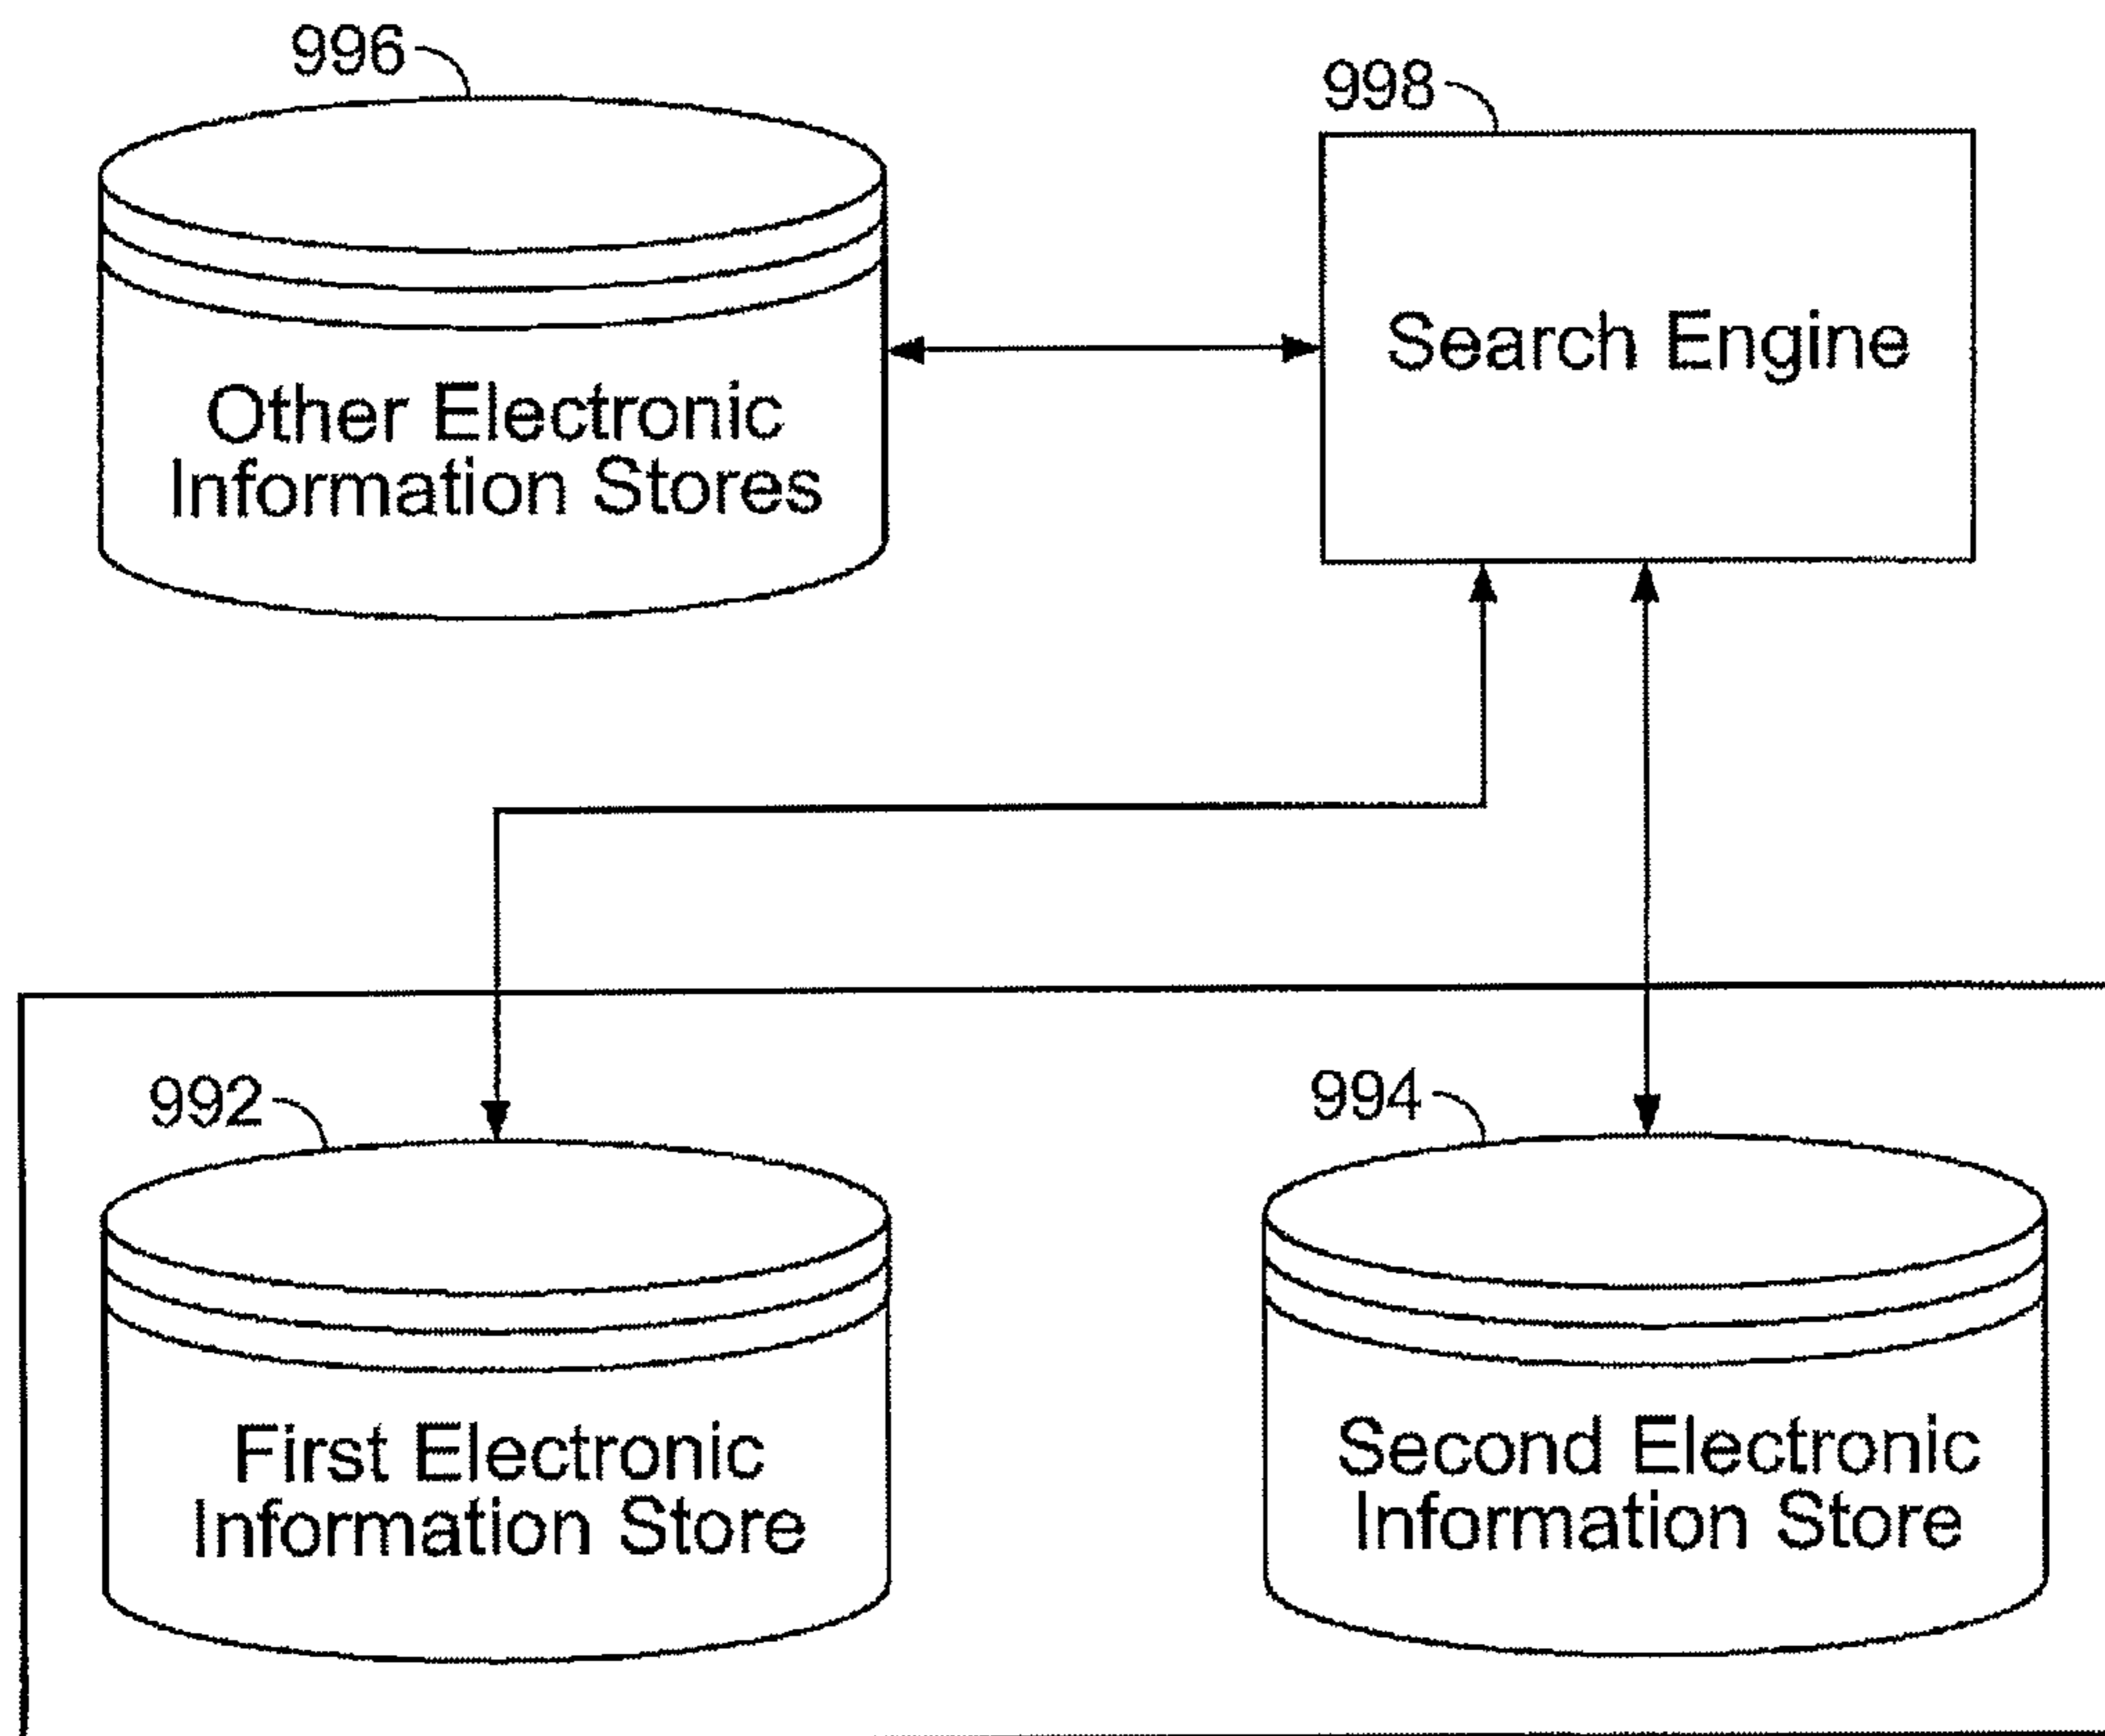 996
998
Search Engine
Other Electronic
Information Stores
992
994
First Electronic
Information Store
Second Electronic
Information Store